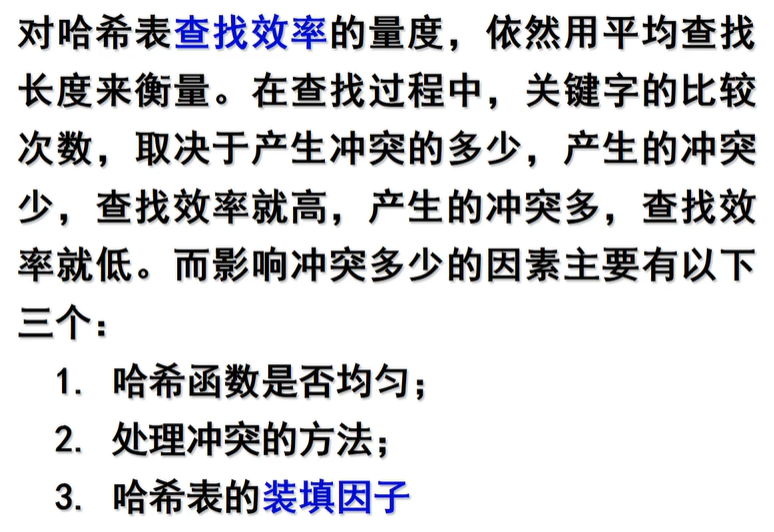 对哈希表查找效率的量度，依然用平均查找
长度来衡量。在查找过程中，关键字的比较
次数，取决于产生冲突的多少，产生的冲突
少，查找效率就高，产生的冲突多，查找效
率就低。而影响冲突多少的因素主要有以下
三个：
1. 哈希函数是否均匀；
2. 处理冲突的方法；
3. 哈希表的装填因子